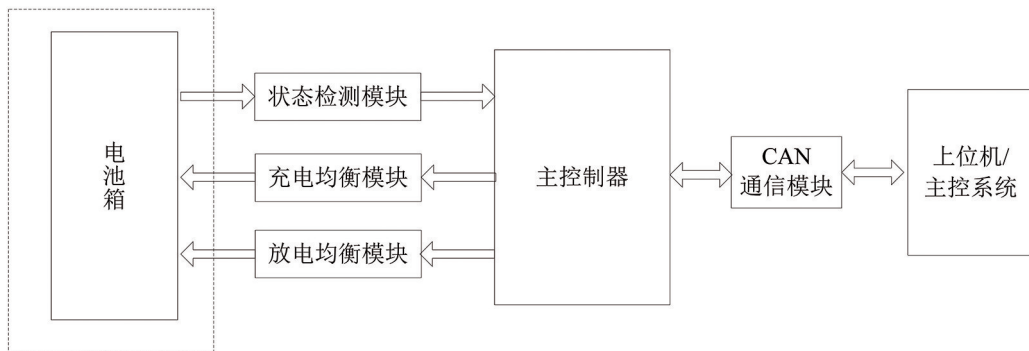 电池箱
状态检测模块
充电均衡模块
放电均衡模块
主控制器
CAN
通信模块
上位机/
主控系统